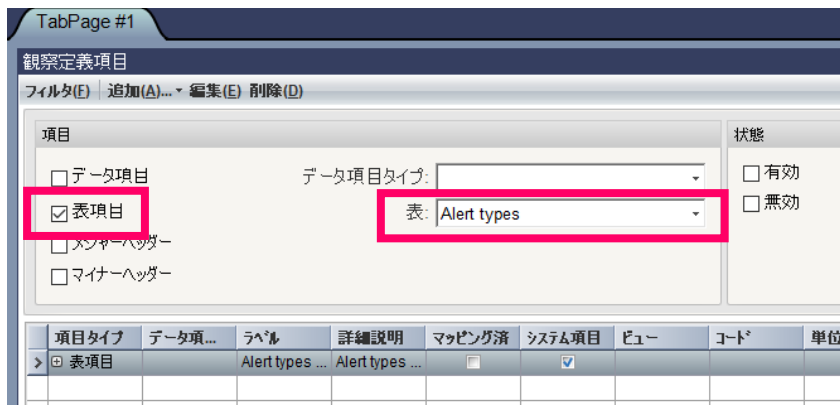 TabPage #1
観察定義項目
フィルタ(F) 追加(A)... 編集(E) 削除(D)
項目
状態
データ項目
データ項目タイプ:
有効
表項目
表:
Alert types
無効
メジャーヘッダー
マイナーヘッダー
項目タイプ データ項... ラベル 詳細説明 マッピング済 システム項目 ビュー コード 単位
表項目 Alert types ... Alert types ...